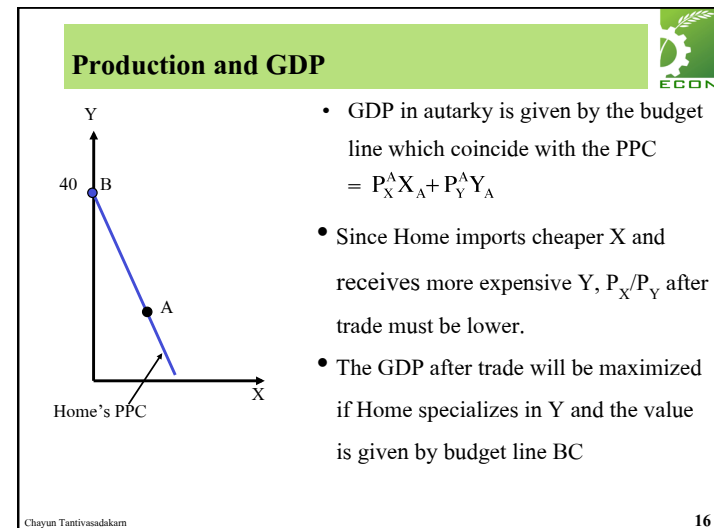 Production and GDP
ECON
Y
40 B
A
X
Home's PPC
• GDP in autarky is given by the budget
line which coincide with the PPC
= P_X^A X_A + P_Y^A Y_A
• Since Home imports cheaper X and
receives more expensive Y, P_X/P_Y after
trade must be lower.
• The GDP after trade will be maximized
if Home specializes in Y and the value
is given by budget line BC
Chayun Tantivasadakarn
16